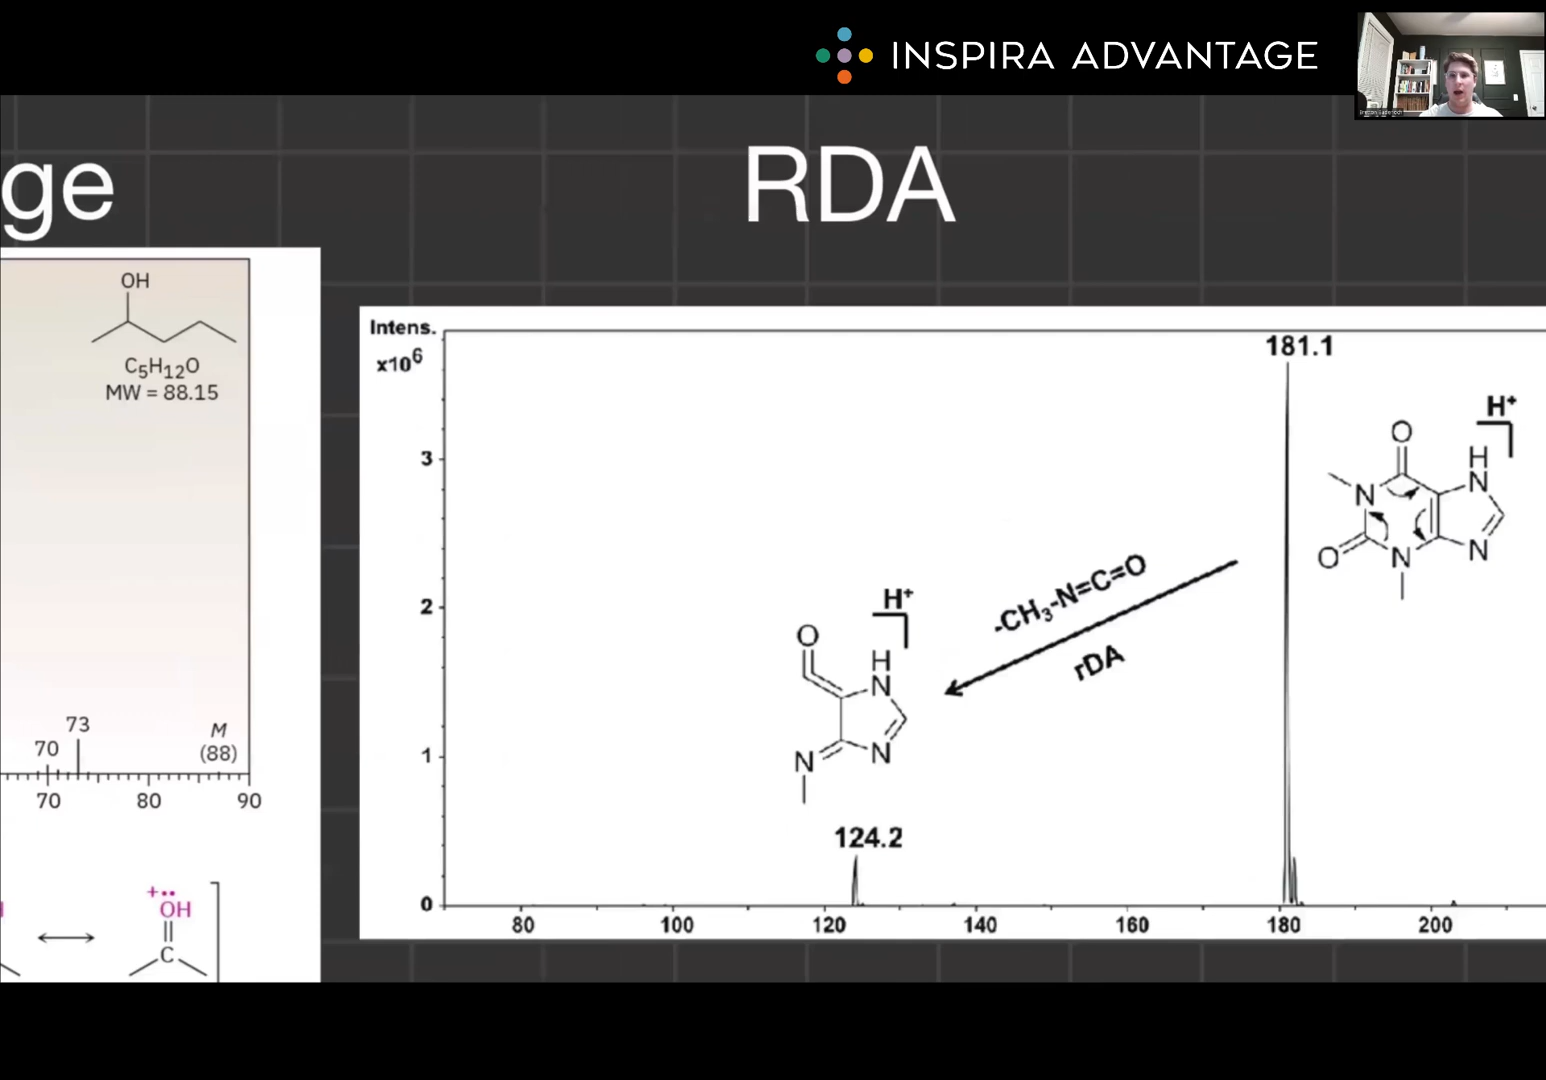 INSPIRA ADVANTAGE
ge
RDA
OH
C5H12O
MW = 88.15
73
70
M
(88)
70 80 90
+••
OH
C
Intens.
x10⁶
3
2
1
0
80 100 120 140 160 180 200
181.1
H⁺
O
H
N
N
O
N
N
-CH₃-N=C=O
rDA
H⁺
O
H
N
N
N
124.2